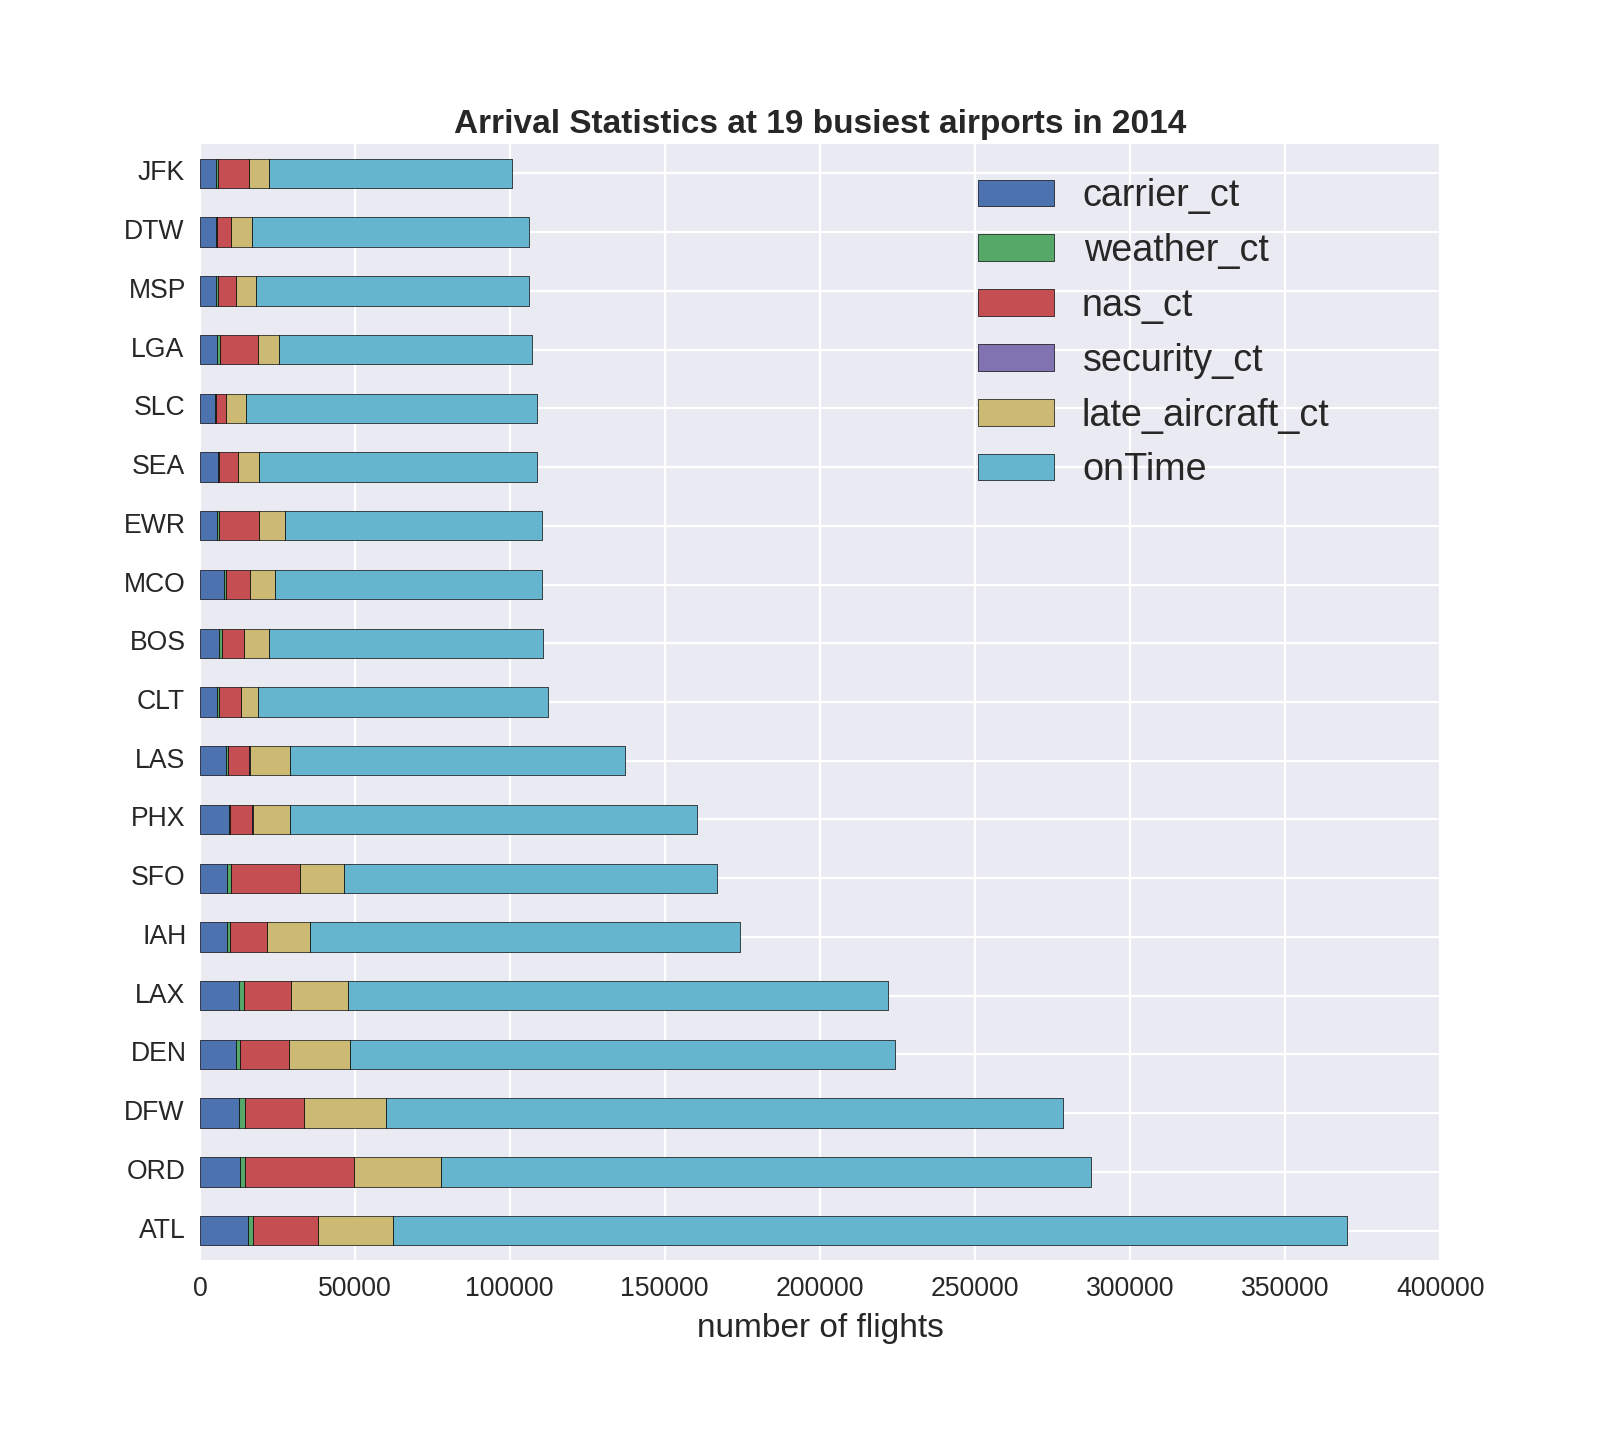 Arrival Statistics at 19 busiest airports in 2014
JFK
DTW
MSP
LGA
SLC
SEA
EWR
MCO
BOS
CLT
LAS
PHX
SFO
IAH
LAX
DEN
DFW
ORD
ATL
carrier_ct
weather_ct
nas_ct
security_ct
late_aircraft_ct
onTime
0 50000 100000 150000 200000 250000 300000 350000 400000
number of flights